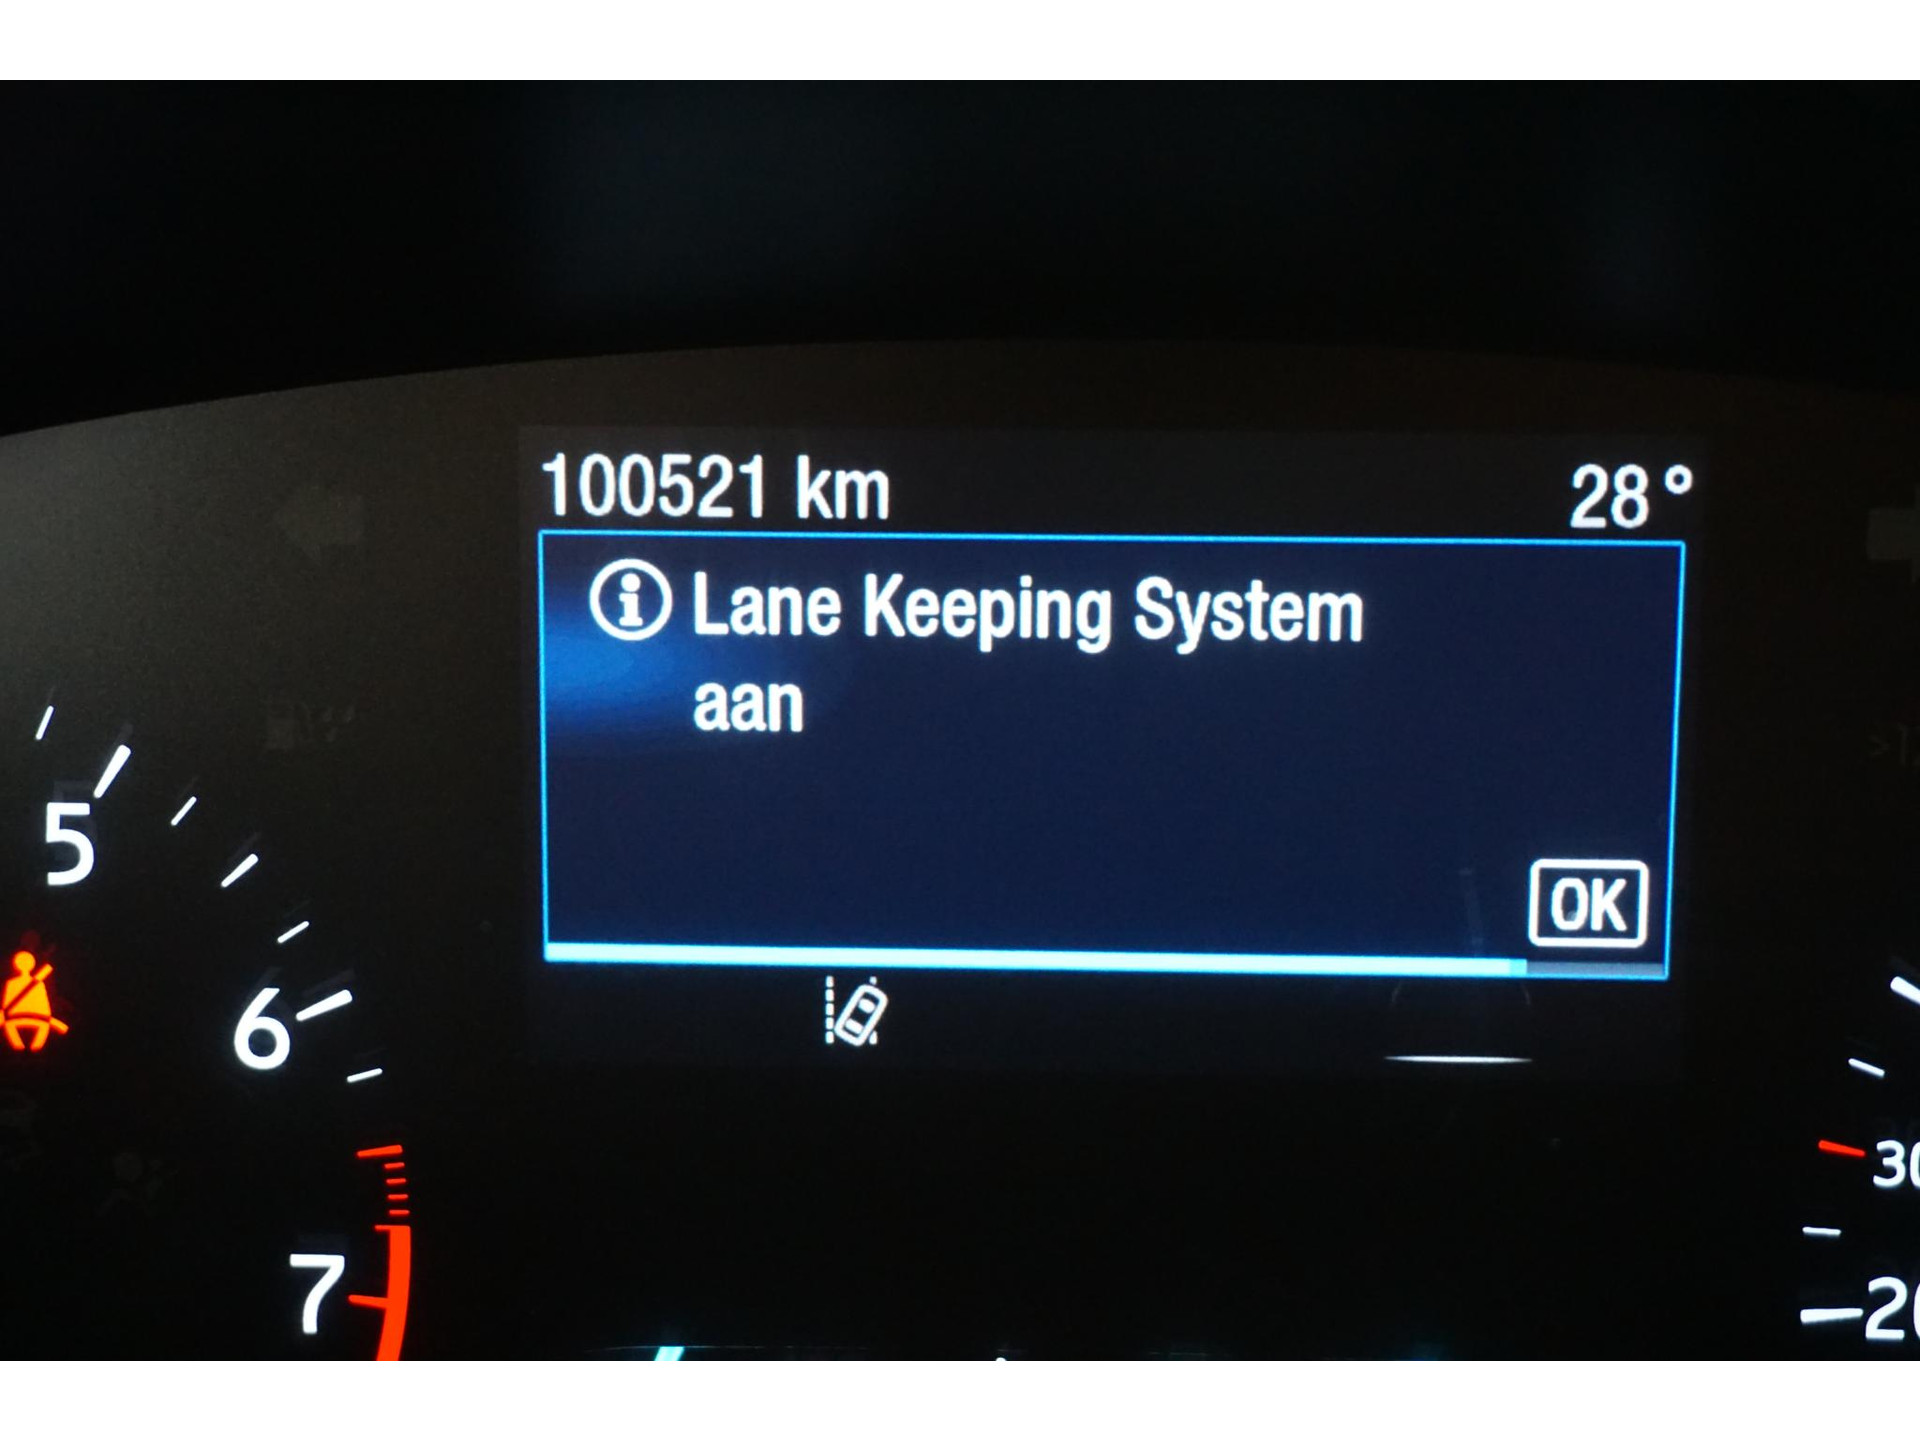 100521 km 28°
Lane Keeping System
aan
OK
5
6
7
30
20